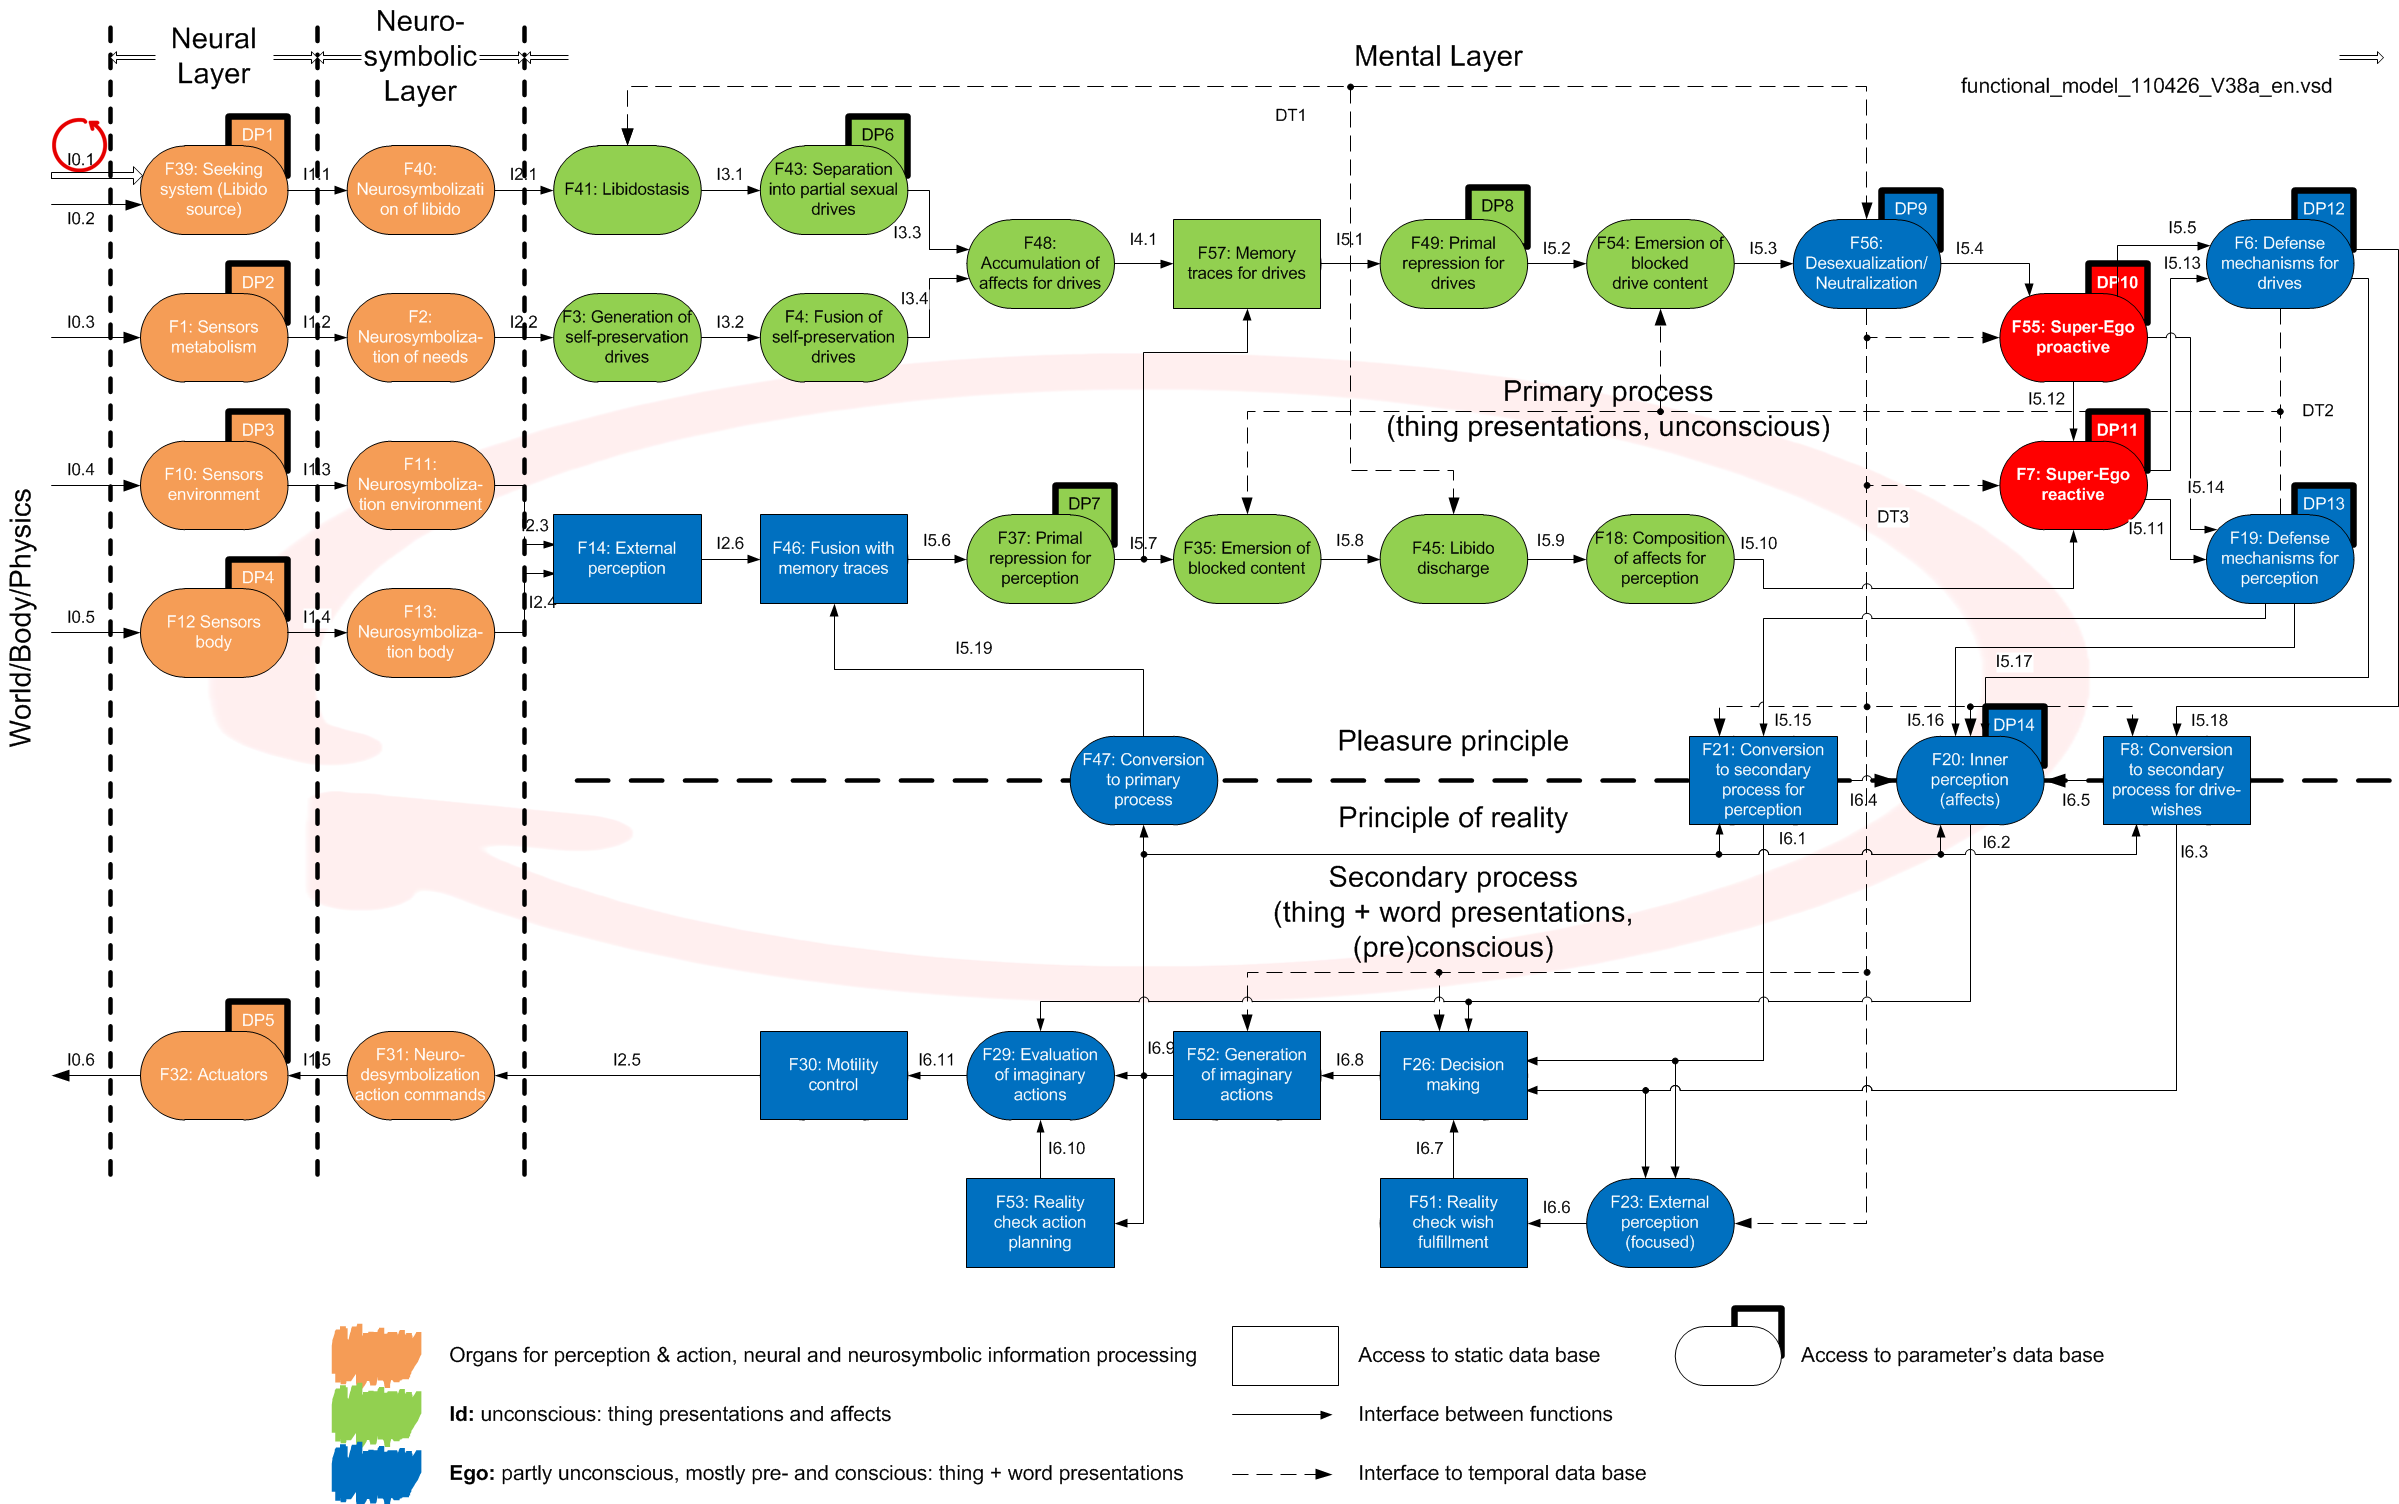 Neural
Layer
Neuro-
symbolic
Layer
Mental Layer
functional_model_110426_V38a_en.vsd
World/Body/Physics
DT1
I0.1
I0.2
DP1
F39: Seeking
system (Libido
source)
I1.1
F40:
Neurosymbolizati
on of libido
I2.1
F41: Libidostasis
I3.1
DP6
F43: Separation
into partial sexual
drives
I3.3
F48:
Accumulation of
affects for drives
I4.1
F57: Memory
traces for drives
I5.1
DP8
F49: Primal
repression for
drives
I5.2
F54: Emersion of
blocked
drive content
I5.3
DP9
F56:
Desexualization/
Neutralization
I5.4
I5.5
I5.13
DP12
F6: Defense
mechanisms for
drives
I0.3
DP2
F1: Sensors
metabolism
I1.2
F2:
Neurosymboliza-
tion of needs
I2.2
F3: Generation of
self-preservation
drives
I3.2
F4: Fusion of
self-preservation
drives
I3.4
DP10
F55: Super-Ego
proactive
Primary process
(thing presentations, unconscious)
I5.12
DT2
I0.4
DP3
F10: Sensors
environment
I1.3
F11:
Neurosymboliza-
tion environment
DP11
F7: Super-Ego
reactive
I5.14
I5.11
DT3
2.3
I2.4
F14: External
perception
I2.6
F46: Fusion with
memory traces
I5.6
DP7
F37: Primal
repression for
perception
I5.7
F35: Emersion of
blocked content
I5.8
F45: Libido
discharge
I5.9
F18: Composition
of affects for
perception
I5.10
DP13
F19: Defense
mechanisms for
perception
I0.5
DP4
F12 Sensors
body
I1.4
F13:
Neurosymboliza-
tion body
I5.19
I5.17
I5.15
I5.16
I5.18
Pleasure principle
F47: Conversion
to primary
process
F21: Conversion
to secondary
process for
perception
I6.4
DP14
F20: Inner
perception
(affects)
I6.5
F8: Conversion
to secondary
process for drive-
wishes
Principle of reality
I6.1
I6.2
I6.3
Secondary process
(thing + word presentations,
(pre)conscious)
I0.6
DP5
F32: Actuators
I1.5
F31: Neuro-
desymbolization
action commands
I2.5
F30: Motility
control
I6.11
F29: Evaluation
of imaginary
actions
I6.9
F52: Generation
of imaginary
actions
I6.8
F26: Decision
making
I6.10
I6.7
F53: Reality
check action
planning
F51: Reality
check wish
fulfillment
I6.6
F23: External
perception
(focused)
Organs for perception & action, neural and neurosymbolic information processing
Access to static data base
Access to parameter's data base
Id: unconscious: thing presentations and affects
Interface between functions
Ego: partly unconscious, mostly pre- and conscious: thing + word presentations
Interface to temporal data base